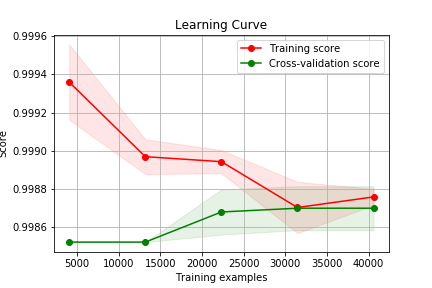 Learning Curve
Training score
Cross-validation score
0.9996
0.9994
0.9992
0.9990
0.9988
0.9986
Score
5000 10000 15000 20000 25000 30000 35000 40000
Training examples